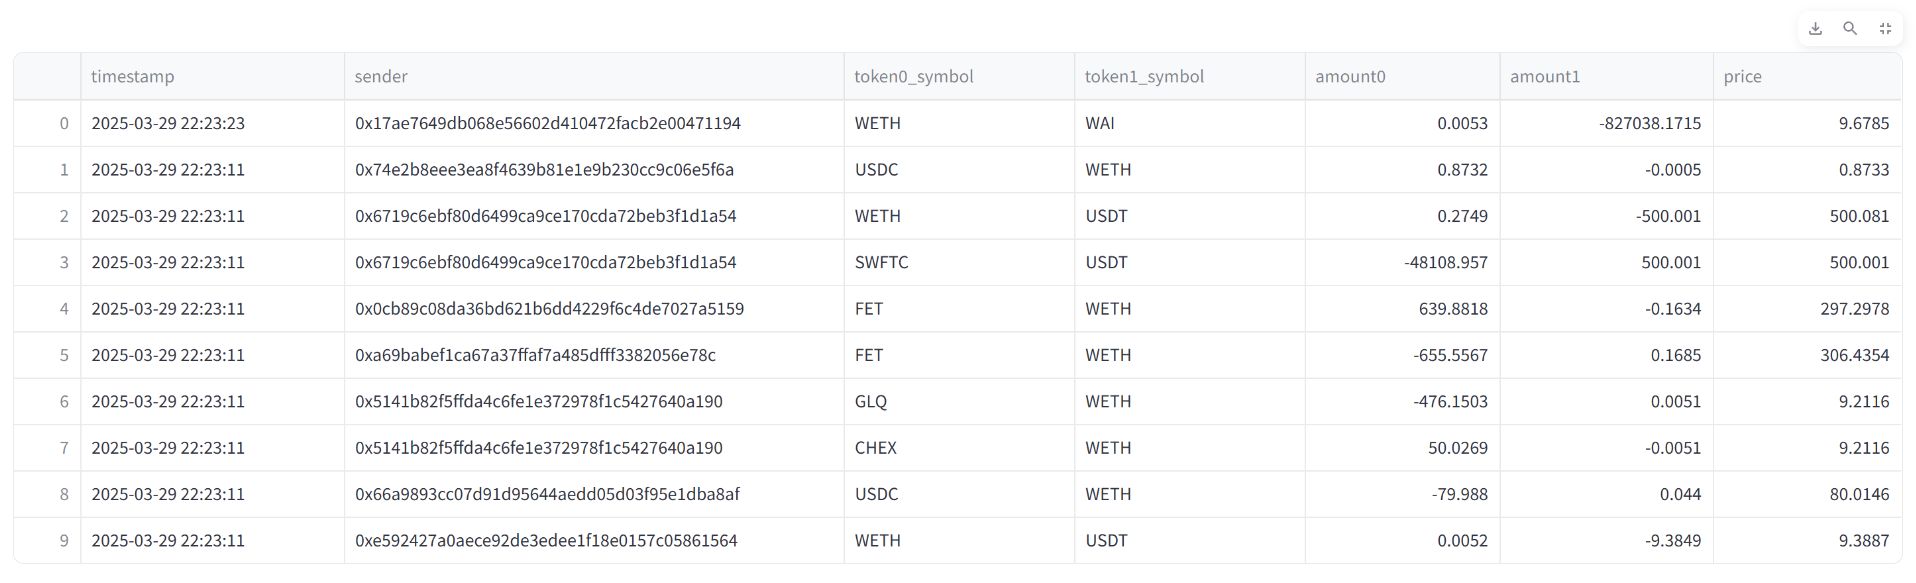 timestamp sender token0_symbol token1_symbol amount0 amount1 price
0 2025-03-29 22:23:23 0x17ae7649db068e56602d410472facb2e00471194 WETH WAI 0.0053 -827038.1715 9.6785
1 2025-03-29 22:23:11 0x74e2b8eee3ea8f4639b81e1e9b230cc9c06e5f6a USDC WETH 0.8732 -0.0005 0.8733
2 2025-03-29 22:23:11 0x6719c6ebf80d6499ca9ce170cda72beb3f1d1a54 WETH USDT 0.2749 -500.001 500.081
3 2025-03-29 22:23:11 0x6719c6ebf80d6499ca9ce170cda72beb3f1d1a54 SWFTC USDT -48108.957 500.001 500.001
4 2025-03-29 22:23:11 0x0cb89c08da36bd621b6dd4229f6c4de7027a5159 FET WETH 639.8818 -0.1634 297.2978
5 2025-03-29 22:23:11 0xa69babef1ca67a37ffaf7a485dfff3382056e78c FET WETH -655.5567 0.1685 306.4354
6 2025-03-29 22:23:11 0x5141b82f5ffda4c6fe1e372978f1c5427640a190 GLQ WETH -476.1503 0.0051 9.2116
7 2025-03-29 22:23:11 0x5141b82f5ffda4c6fe1e372978f1c5427640a190 CHEX WETH 50.0269 -0.0051 9.2116
8 2025-03-29 22:23:11 0x66a9893cc07d91d95644aedd05d03f95e1dba8af USDC WETH -79.988 0.044 80.0146
9 2025-03-29 22:23:11 0xe592427a0aece92de3edee1f18e0157c05861564 WETH USDT 0.0052 -9.3849 9.3887